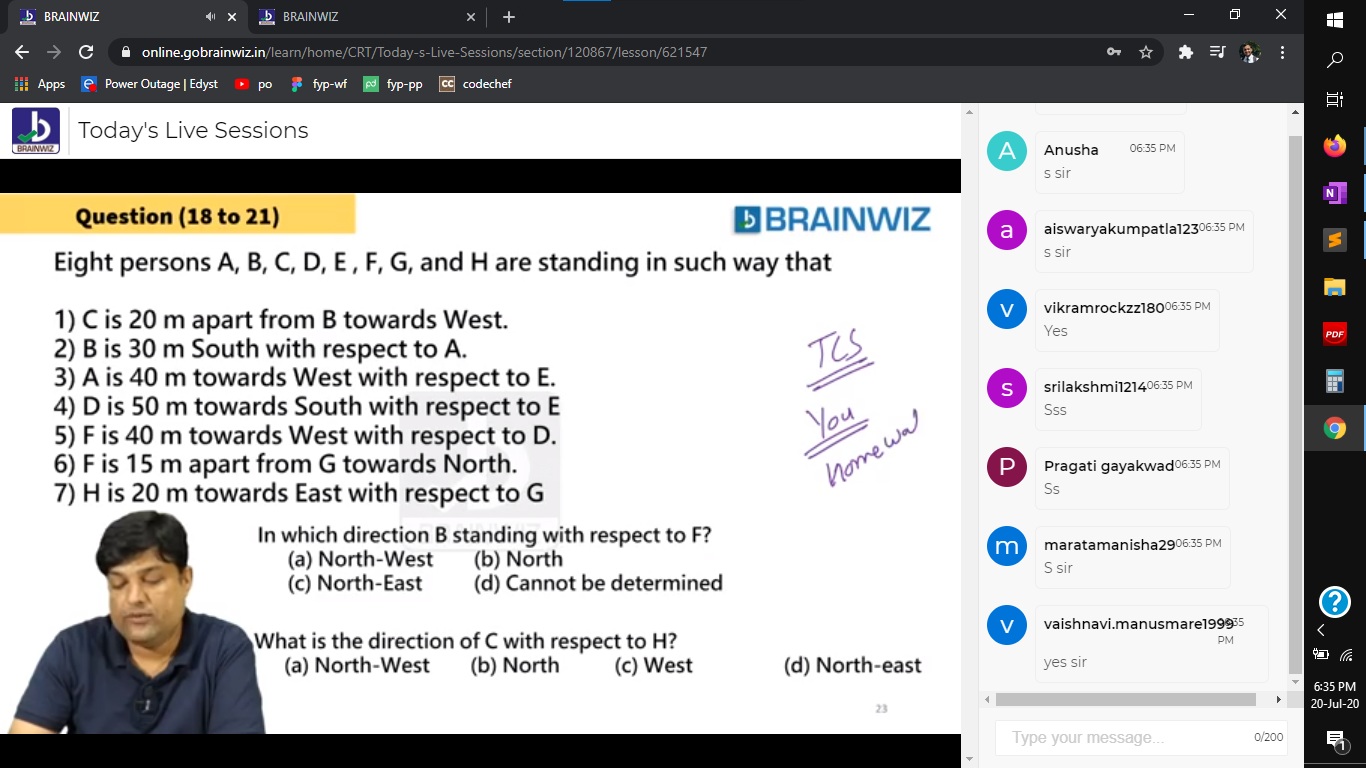 BRAINWIZ
BRAINWIZ
online.gobrainwiz.in/learn/home/CRT/Today-s-Live-Sessions/section/120867/lesson/621547
Apps
Power Outage | Edyst
po
fyp-wf
fyp-pp
codechef
BRAINWIZ
Today's Live Sessions
Question (18 to 21)
BRAINWIZ
Eight persons A, B, C, D, E , F, G, and H are standing in such way that
1) C is 20 m apart from B towards West.
2) B is 30 m South with respect to A.
3) A is 40 m towards West with respect to E.
4) D is 50 m towards South with respect to E
5) F is 40 m towards West with respect to D.
6) F is 15 m apart from G towards North.
7) H is 20 m towards East with respect to G
TCS
You
In which direction B standing with respect to F?
(a) North-West (b) North
(c) North-East (d) Cannot be determined
What is the direction of C with respect to H?
(a) North-West (b) North (c) West (d) North-east
23
A
Anusha 06:35 PM
s sir
a
aiswaryakumpatla123 06:35 PM
s sir
v
vikramrockzz180 06:35 PM
Yes
s
srilakshmi1214 06:35 PM
Sss
P
Pragati gayakwad 06:35 PM
Ss
m
maratamanisha29 06:35 PM
S sir
v
vaishnavi.manusmare1999
PM
yes sir
Type your message... 0/200
PDF
?
6:35 PM
20-Jul-20
1